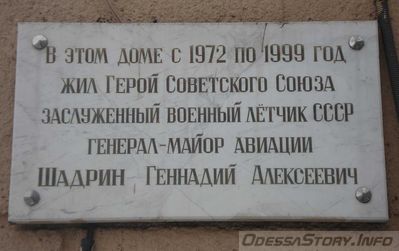 В ЭТОМ ДОМЕ С 1972 ПО 1999 ГОД
ЖИЛ ГЕРОЙ СОВЕТСКОГО СОЮЗА
ЗАСЛУЖЕННЫЙ ВОЕННЫЙ ЛЁТЧИК СССР
ГЕНЕРАЛ-МАЙОР АВИАЦИИ
ШАДРИН ГЕННАДИЙ АЛЕКСЕЕВИЧ
ODESSASTORY.INFO